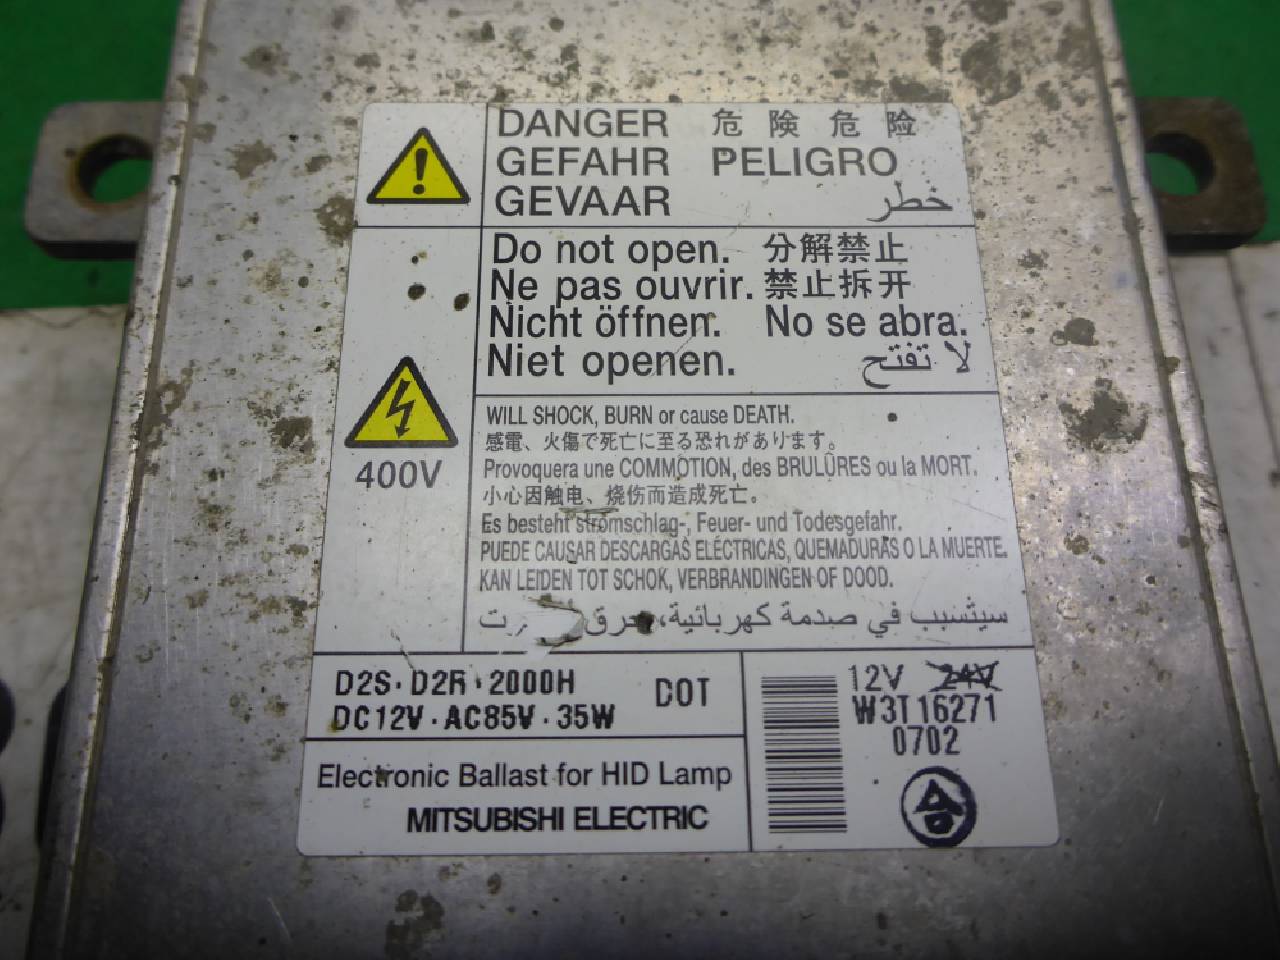 DANGER 危険危险
GEFAHR PELIGRO
GEVAAR خطر
Do not open. 分解禁止
Ne pas ouvrir. 禁止拆开
Nicht öffnen. No se abra.
Niet openen. لا تفتح
400V
WILL SHOCK, BURN or cause DEATH.
感電、火傷で死亡に至る恐れがあります。
Provoquera une COMMOTION, des BRULÛRES ou la MORT.
小心因触电、烧伤而造成死亡。
Es besteht stromschlag-, Feuer- und Todesgefahr.
PUEDE CAUSAR DESCARGAS ELÉCTRICAS, QUEMADURAS O LA MUERTE.
KAN LEIDEN TOT SCHOK, VERBRANDINGEN OF DOOD.
سيتسبب في صدمة كهربائية،
D2S·D2R·2000H DOT
DC12V·AC85V·35W
12V 24V
W3T16271
0702
合
Electronic Ballast for HID Lamp
MITSUBISHI ELECTRIC